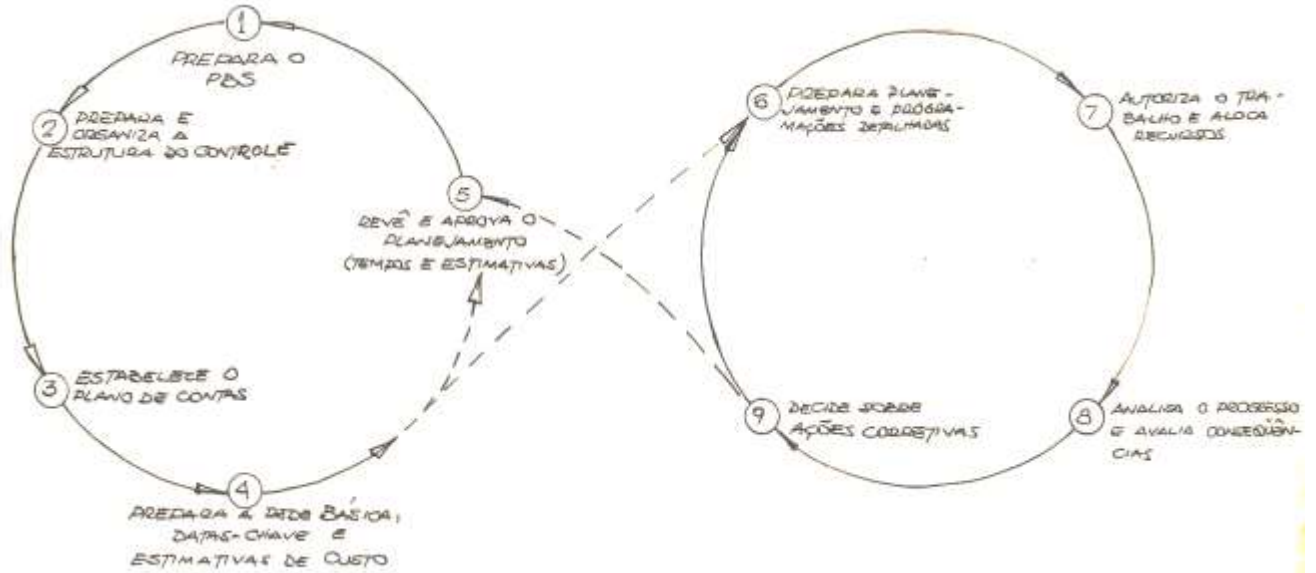 1
PREPARA O
PBS
2
PREPARA E
ORGANIZA A
ESTRUTURA DO CONTROLE
3
ESTABELECE O
PLANO DE CONTAS
4
PREPARA A REDE BÁSICA,
DATAS-CHAVE E
ESTIMATIVAS DE CUSTO
5
REVÊ E APROVA O
PLANEJAMENTO
(TEMPOS E ESTIMATIVAS)
6
PREPARA PLANE-
JAMENTO E PROGRA-
MAÇÕES DETALHADAS
7
AUTORIZA O TRA-
BALHO E ALOCA
RECURSOS
8
ANALISA O PROGRESSO
E AVALIA CONSEQÜÊN-
CIAS
9
DECIDE SOBRE
AÇÕES CORRETIVAS